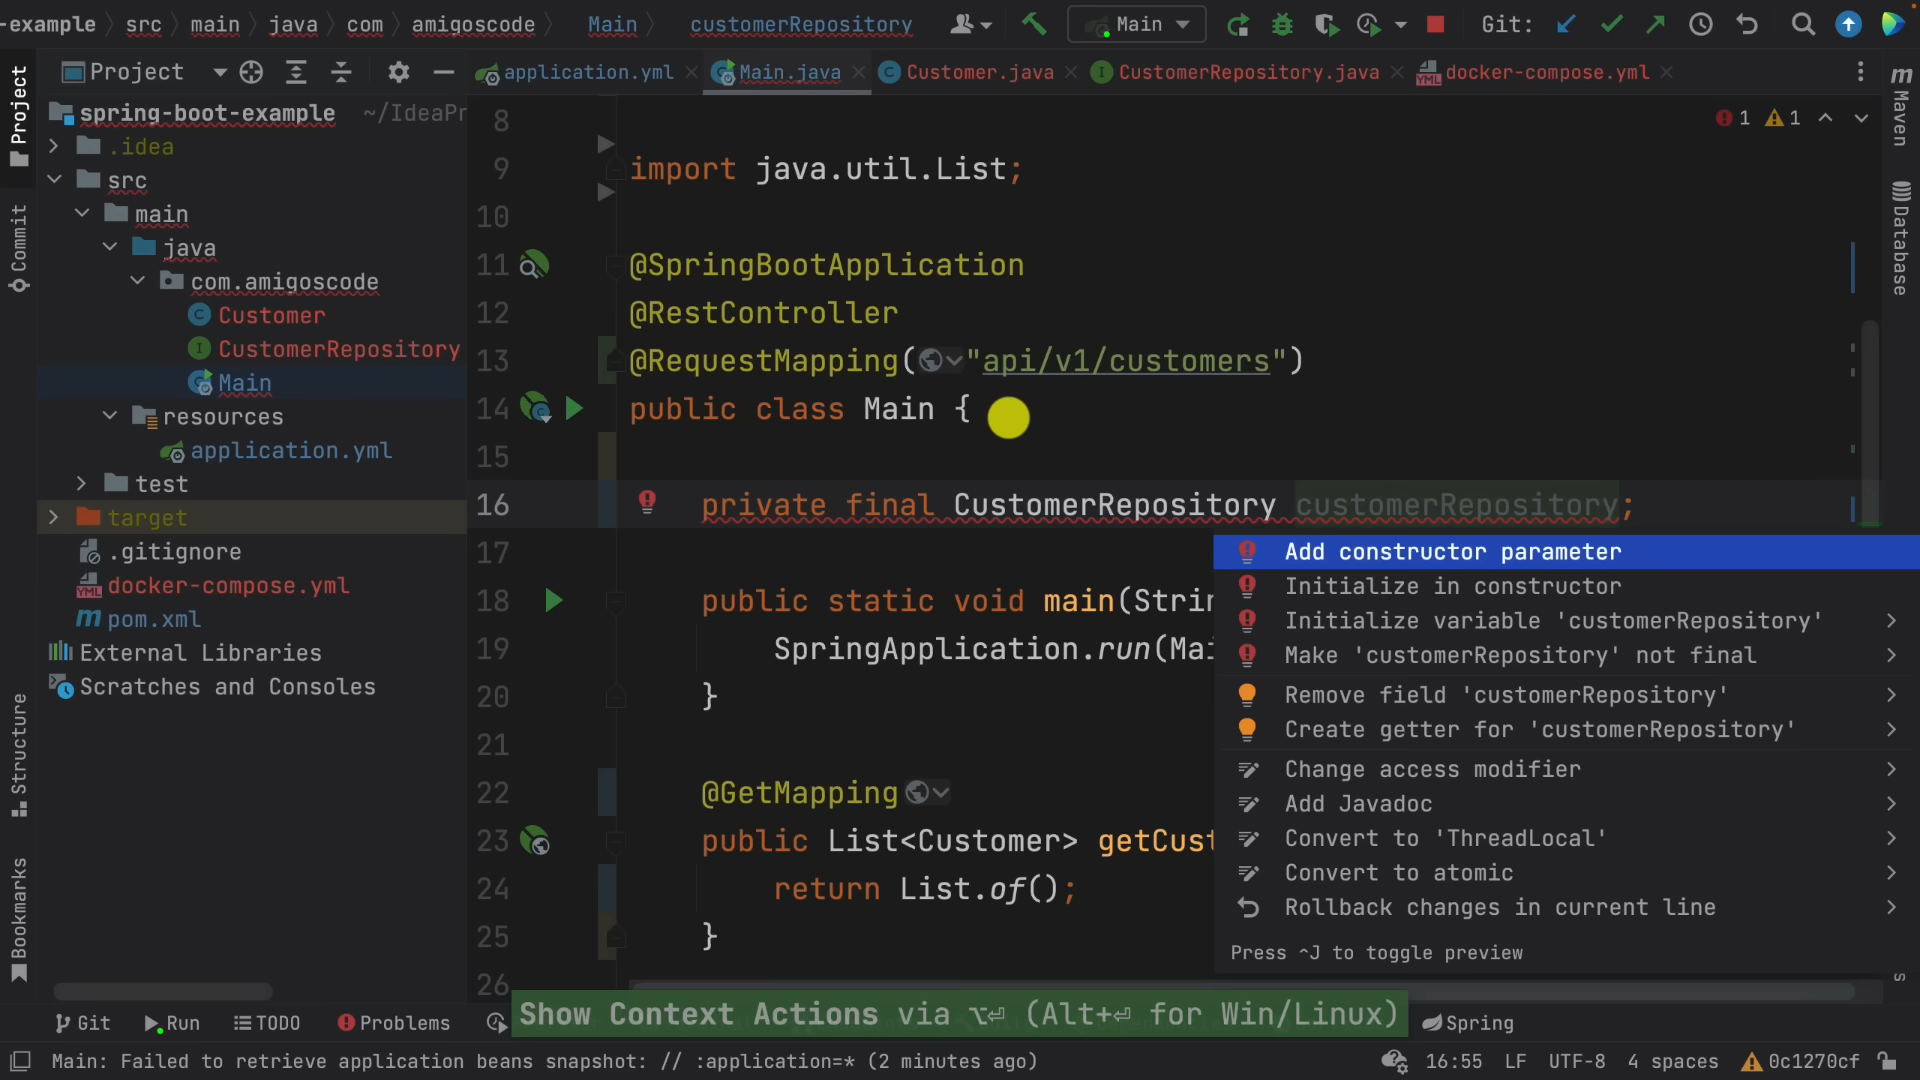 -example src main java com amigoscode Main customerRepository Main Git:
Project application.yml Main.java Customer.java CustomerRepository.java docker-compose.yml
Project
Commit
Structure
Bookmarks
spring-boot-example ~/IdeaPr
.idea
src
main
java
com.amigoscode
Customer
CustomerRepository
Main
resources
application.yml
test
target
.gitignore
docker-compose.yml
pom.xml
External Libraries
Scratches and Consoles
1 1
8
9 import java.util.List;
10
11 @SpringBootApplication
12 @RestController
13 @RequestMapping("api/v1/customers")
14 public class Main {
15
16 private final CustomerRepository customerRepository;
17
18 public static void main(Strin
19 SpringApplication.run(Mai
20 }
21
22 @GetMapping
23 public List<Customer> getCust
24 return List.of();
25 }
26
Add constructor parameter
Initialize in constructor
Initialize variable 'customerRepository'
Make 'customerRepository' not final
Remove field 'customerRepository'
Create getter for 'customerRepository'
Change access modifier
Add Javadoc
Convert to 'ThreadLocal'
Convert to atomic
Rollback changes in current line
Press ^J to toggle preview
m Maven
Database
Show Context Actions via ⌥⏎ (Alt+⏎ for Win/Linux)
Git Run TODO Problems Spring
Main: Failed to retrieve application beans snapshot: // :application=* (2 minutes ago) 16:55 LF UTF-8 4 spaces 0c1270cf